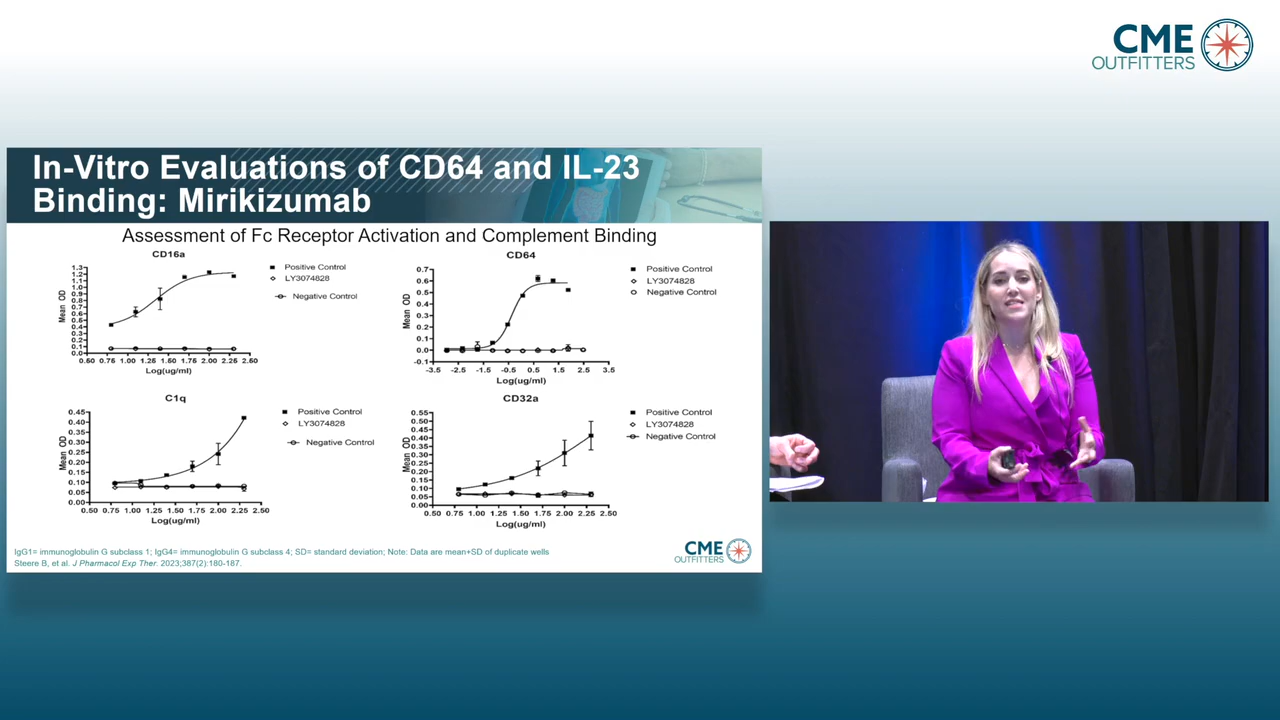 CME
OUTFITTERS
In-Vitro Evaluations of CD64 and IL-23
Binding: Mirikizumab
Assessment of Fc Receptor Activation and Complement Binding
CD16a
1.3
1.2
1.1
1.0
0.9
0.8
0.7
0.6
0.5
0.4
0.3
0.2
0.1
0.0
Mean OD
0.50 0.75 1.00 1.25 1.50 1.75 2.00 2.25 2.50
Log(ug/ml)
Positive Control
LY3074828
Negative Control
CD64
0.7
0.6
0.5
0.4
0.3
0.2
0.1
0.0
-0.1
Mean OD
-3.5 -2.5 -1.5 -0.5 0.5 1.5 2.5 3.5
Log(ug/ml)
Positive Control
LY3074828
Negative Control
C1q
0.45
0.40
0.35
0.30
0.25
0.20
0.15
0.10
0.05
0.00
Mean OD
0.50 0.75 1.00 1.25 1.50 1.75 2.00 2.25 2.50
Log(ug/ml)
Positive Control
LY3074828
Negative Control
CD32a
0.55
0.50
0.45
0.40
0.35
0.30
0.25
0.20
0.15
0.10
0.05
0.00
Mean OD
0.50 0.75 1.00 1.25 1.50 1.75 2.00 2.25 2.50
Log(ug/ml)
Positive Control
LY3074828
Negative Control
IgG1= immunoglobulin G subclass 1; IgG4= immunoglobulin G subclass 4; SD= standard deviation; Note: Data are mean+SD of duplicate wells
Steere B, et al. J Pharmacol Exp Ther. 2023;387(2):180-187.
CME
OUTFITTERS